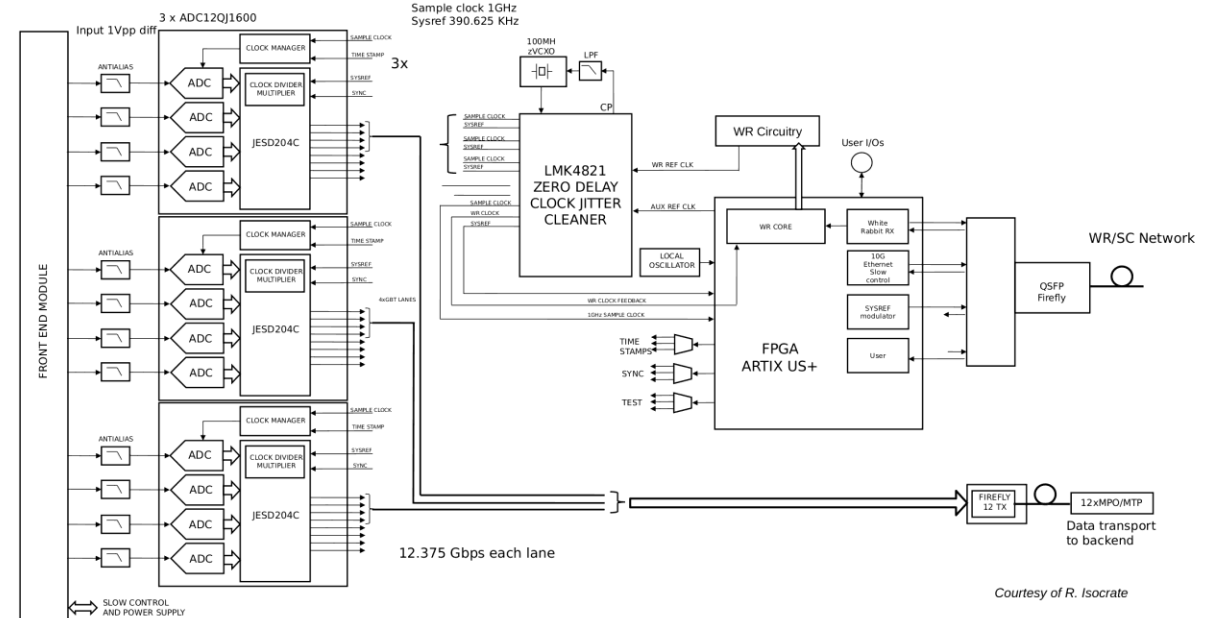 Sample clock 1GHz
Sysref 390.625 KHz
3 x ADC12QJ1600
Input 1Vpp diff
FRONT END MODULE
ANTIALIAS
ADC
ADC
ADC
ADC
CLOCK MANAGER
CLOCK DIVIDER
MULTIPLIER
JESD204C
SAMPLE CLOCK
TIME STAMP
SYSREF
SYNC
3x
ANTIALIAS
ADC
ADC
ADC
ADC
CLOCK MANAGER
CLOCK DIVIDER
MULTIPLIER
JESD204C
SAMPLE CLOCK
TIME STAMP
SYSREF
SYNC
4xGBT LANES
ANTIALIAS
ADC
ADC
ADC
ADC
CLOCK MANAGER
CLOCK DIVIDER
MULTIPLIER
JESD204C
SAMPLE CLOCK
TIME STAMP
SYSREF
SYNC
12.375 Gbps each lane
SLOW CONTROL
AND POWER SUPPLY
100MH
zVCXO
LPF
CP
SAMPLE CLOCK
SYSREF
SAMPLE CLOCK
SYSREF
SAMPLE CLOCK
SYSREF
SAMPLE CLOCK
WR CLOCK
SYSREF
LMK4821
ZERO DELAY
CLOCK JITTER
CLEANER
WR Circuitry
WR REF CLK
AUX REF CLK
User I/Os
LOCAL
OSCILLATOR
WR CLOCK FEEDBACK
1GHz SAMPLE CLOCK
WR CORE
White
Rabbit RX
10G
Ethernet
Slow
control
SYSREF
modulator
User
FPGA
ARTIX US+
TIME
STAMPS
SYNC
TEST
QSFP
Firefly
WR/SC Network
FIREFLY
12 TX
12xMPO/MTP
Data transport
to backend
Courtesy of R. Isocrate